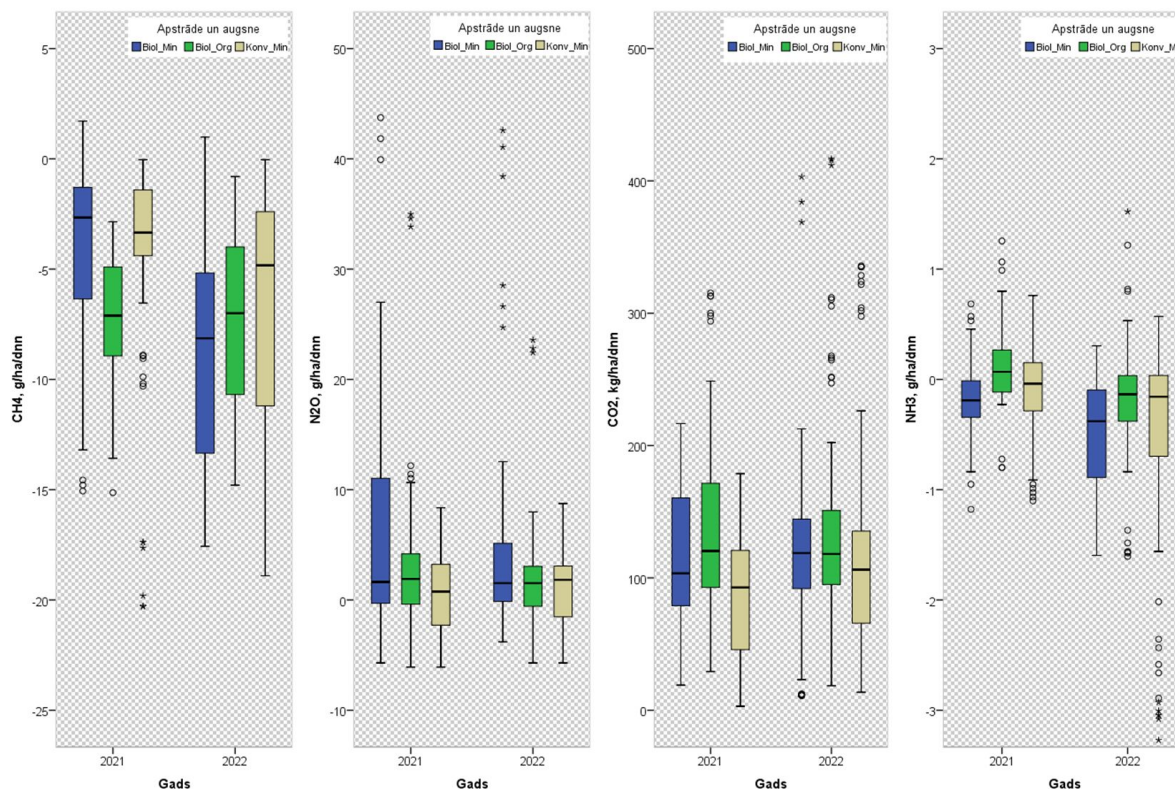 Apstrāde un augsne
Biol_Min Biol_Org Konv_Min
5
0
-5
-10
-15
-20
-25
CH4, g/ha/dnn
2021 2022
Gads
Apstrāde un augsne
Biol_Min Biol_Org Konv_Min
50
40
30
20
10
0
-10
N2O, g/ha/dnn
2021 2022
Gads
Apstrāde un augsne
Biol_Min Biol_Org Konv_Min
500
400
300
200
100
0
CO2, kg/ha/dnn
2021 2022
Gads
Apstrāde un augsne
Biol_Min Biol_Org Konv_M
3
2
1
0
-1
-2
-3
NH3, g/ha/dnn
2021 2022
Gads